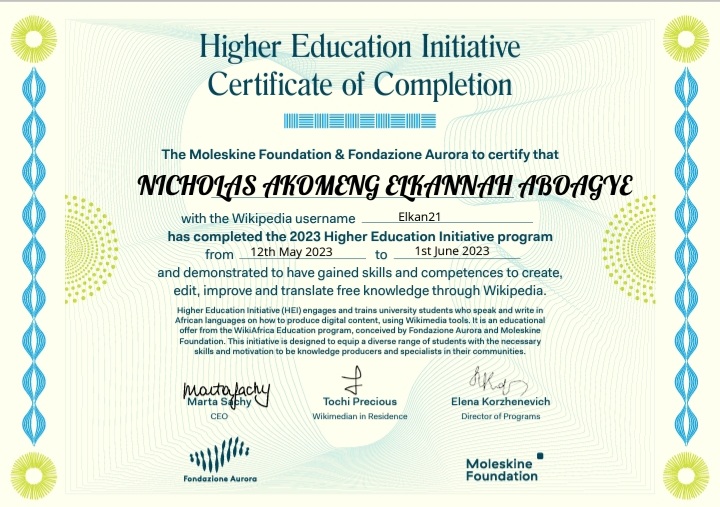 Higher Education Initiative
Certificate of Completion
The Moleskine Foundation & Fondazione Aurora to certify that
NICHOLAS AKOMENG ELKANNAH ABOAGYE
with the Wikipedia username Elkan21
has completed the 2023 Higher Education Initiative program
from 12th May 2023 to 1st June 2023
and demonstrated to have gained skills and competences to create,
edit, improve and translate free knowledge through Wikipedia.
Higher Education Initiative (HEI) engages and trains university students who speak and write in
African languages on how to produce digital content, using Wikimedia tools. It is an educational
offer from the WikiAfrica Education program, conceived by Fondazione Aurora and Moleskine
Foundation. This initiative is designed to equip a diverse range of students with the necessary
skills and motivation to be knowledge producers and specialists in their communities.
Marta Sachy Tochi Precious Elena Korzhenevich
CEO Wikimedian in Residence Director of Programs
Fondazione Aurora
Moleskine
Foundation